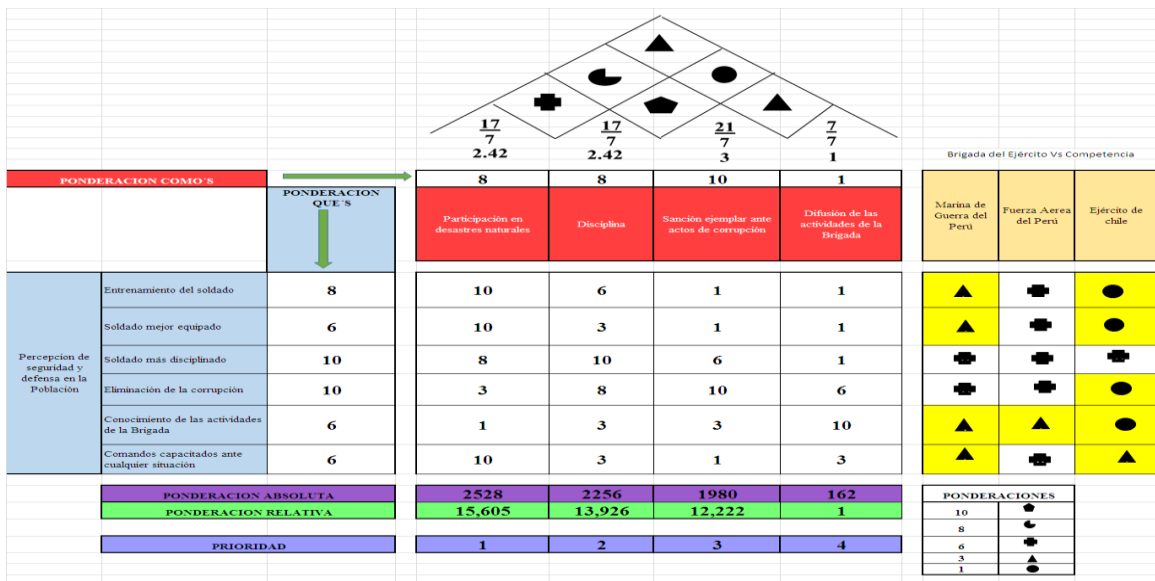 17 17 21 7
7 7 7 7
2.42 2.42 3 1
Brigada del Ejército Vs Competencia
PONDERACION COMO'S 8 8 10 1
PONDERACION
QUE´S
Participación en
desastres naturales
Disciplina
Sanción ejemplar ante
actos de corrupción
Difusión de las
actividades de la
Brigada
Marina de
Guerra del
Perú
Fuerza Aerea
del Perú
Ejército de
chile
Percepcion de
seguridad y
defensa en la
Población
Entrenamiento del soldado 8 10 6 1 1
Soldado mejor equipado 6 10 3 1 1
Soldado más disciplinado 10 8 10 6 1
Eliminación de la corrupción 10 3 8 10 6
Conocimiento de las actividades
de la Brigada
6 1 3 3 10
Comandos capacitados ante
cualquier situación
6 10 3 1 3
PONDERACION ABSOLUTA 2528 2256 1980 162
PONDERACION RELATIVA 15,605 13,926 12,222 1
PRIORIDAD 1 2 3 4
PONDERACIONES
10
8
6
3
1